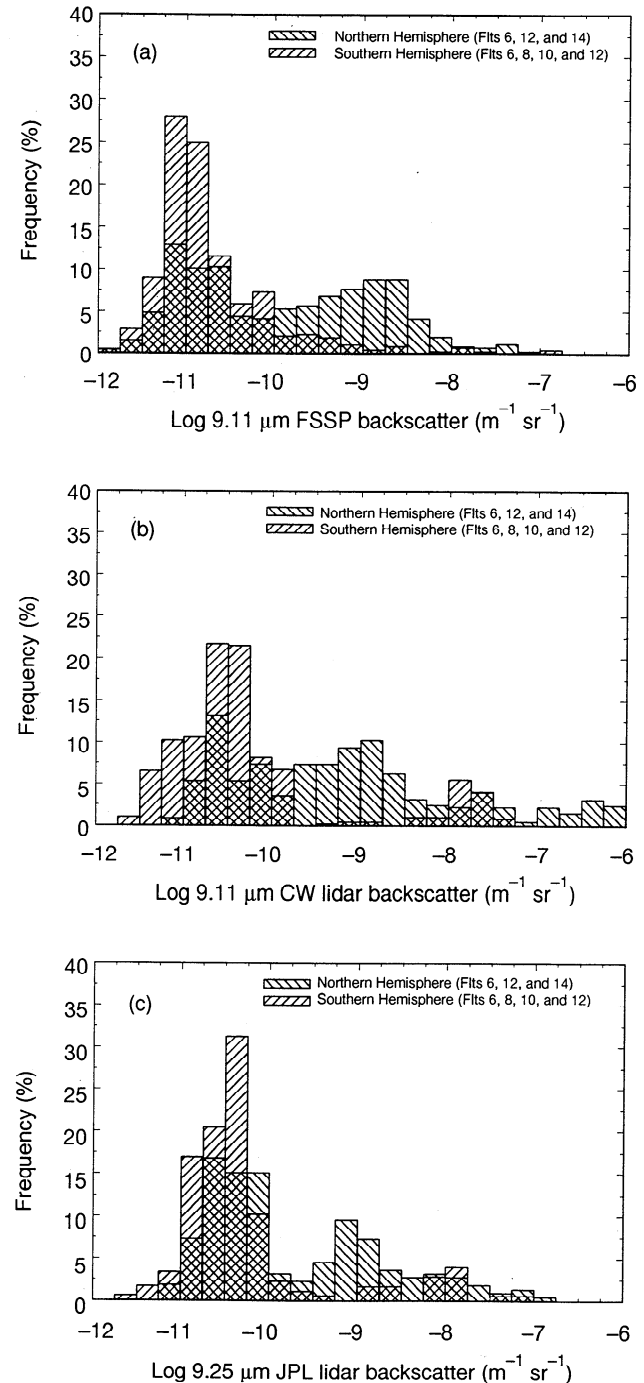 (a)
Northern Hemisphere (Flts 6, 12, and 14)
Southern Hemisphere (Flts 6, 8, 10, and 12)
Frequency (%)
40
35
30
25
20
15
10
5
0
−12 −11 −10 −9 −8 −7 −6
Log 9.11 μm FSSP backscatter (m⁻¹ sr⁻¹)
(b)
Northern Hemisphere (Flts 6, 12, and 14)
Southern Hemisphere (Flts 6, 8, 10, and 12)
Frequency (%)
40
35
30
25
20
15
10
5
0
−12 −11 −10 −9 −8 −7 −6
Log 9.11 μm CW lidar backscatter (m⁻¹ sr⁻¹)
(c)
Northern Hemisphere (Flts 6, 12, and 14)
Southern Hemisphere (Flts 6, 8, 10, and 12)
Frequency (%)
40
35
30
25
20
15
10
5
0
−12 −11 −10 −9 −8 −7 −6
Log 9.25 μm JPL lidar backscatter (m⁻¹ sr⁻¹)